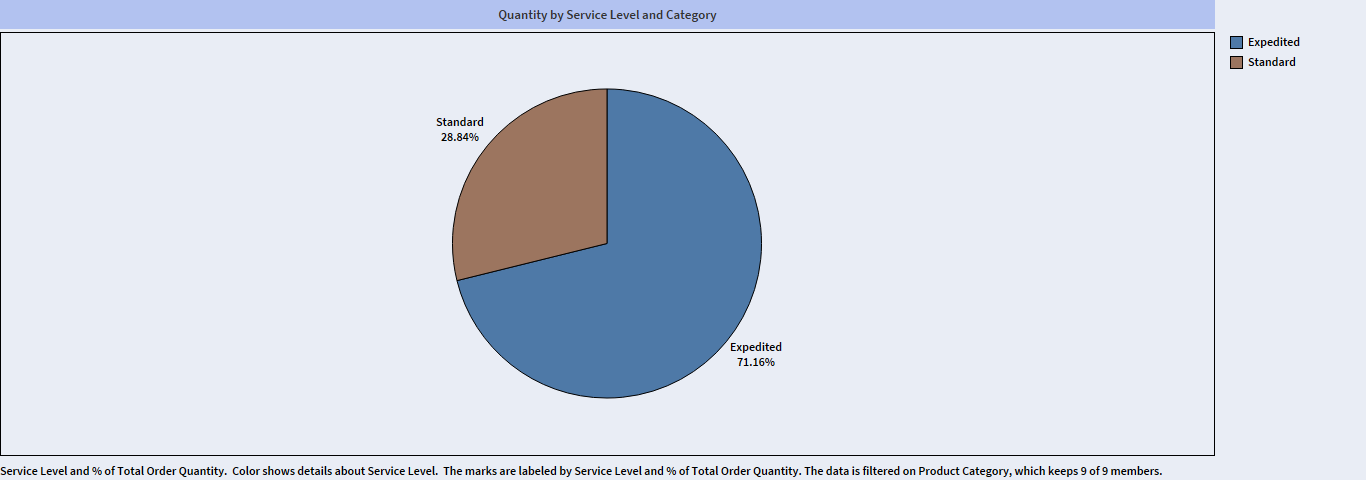 Quantity by Service Level and Category
Expedited
Standard
Standard
28.84%
Expedited
71.16%
Service Level and % of Total Order Quantity.  Color shows details about Service Level.  The marks are labeled by Service Level and % of Total Order Quantity. The data is filtered on Product Category, which keeps 9 of 9 members.